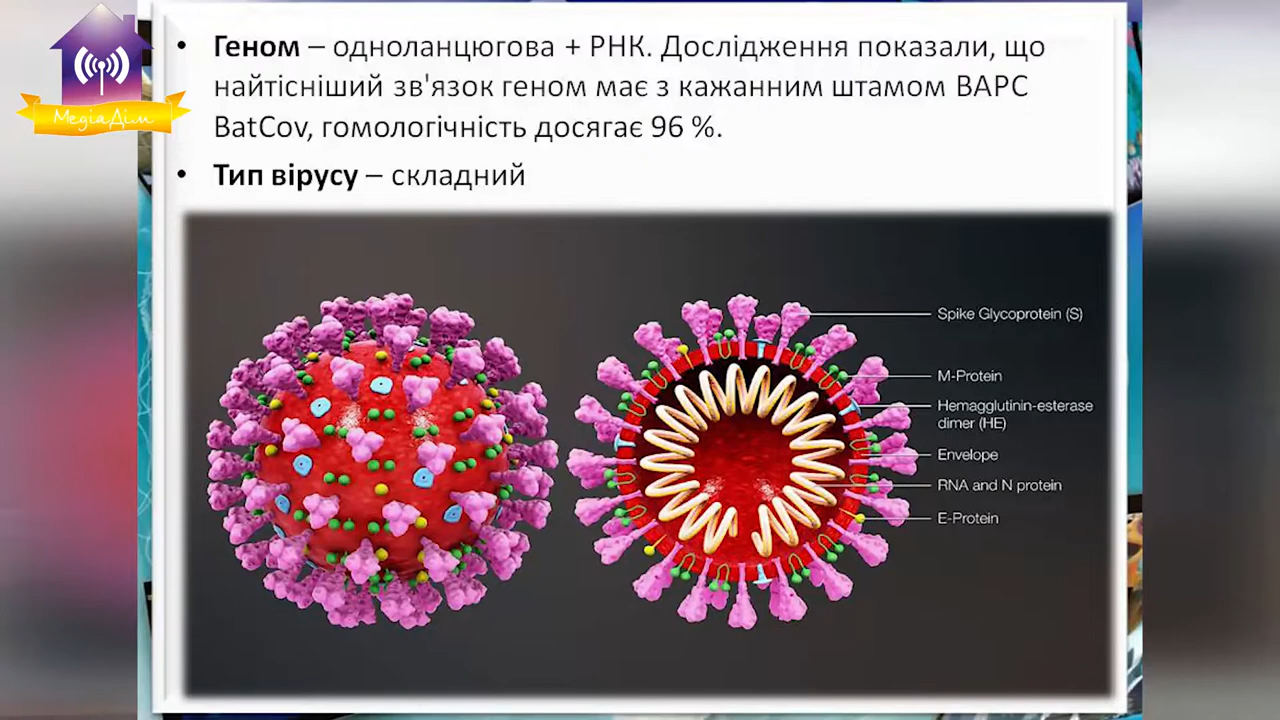 МедіаДім
• Геном – одноланцюгова + РНК. Дослідження показали, що
найтісніший зв'язок геном має з кажанним штамом ВАРС
BatCov, гомологічність досягає 96 %.
• Тип вірусу – складний
Spike Glycoprotein (S)
M-Protein
Hemagglutinin-esterase
dimer (HE)
Envelope
RNA and N protein
E-Protein